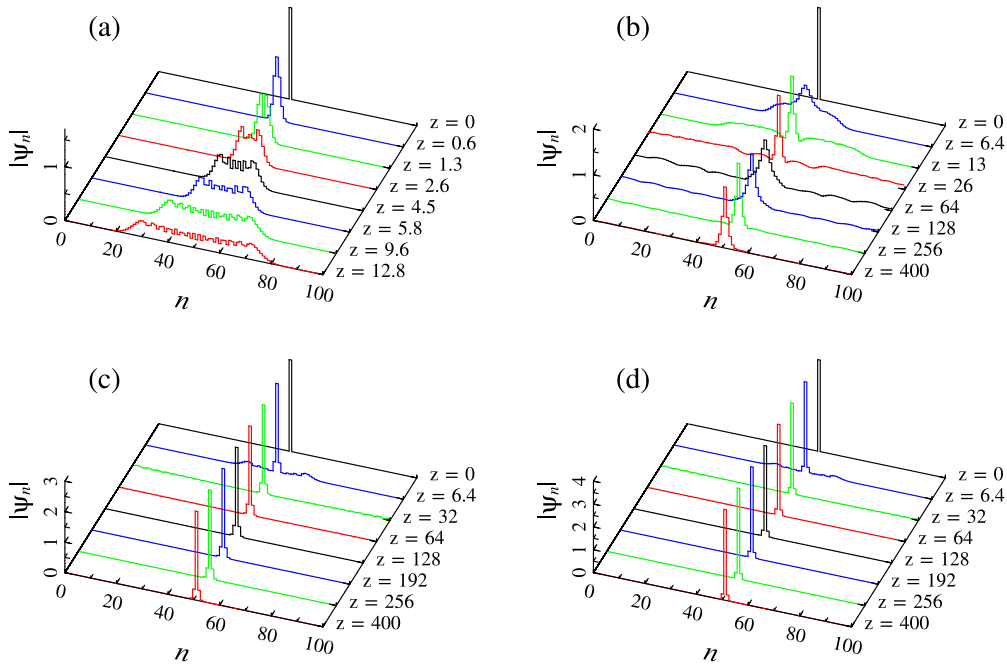 (a)
|ψn|
1
0
0
20
40
60
80
100
n
z = 0
z = 0.6
z = 1.3
z = 2.6
z = 4.5
z = 5.8
z = 9.6
z = 12.8
(b)
|ψn|
2
1
0
0
20
40
60
80
100
n
z = 0
z = 6.4
z = 13
z = 26
z = 64
z = 128
z = 256
z = 400
(c)
|ψn|
3
2
1
0
0
20
40
60
80
100
n
z = 0
z = 6.4
z = 32
z = 64
z = 128
z = 192
z = 256
z = 400
(d)
|ψn|
4
3
2
1
0
0
20
40
60
80
100
n
z = 0
z = 6.4
z = 32
z = 64
z = 128
z = 192
z = 256
z = 400